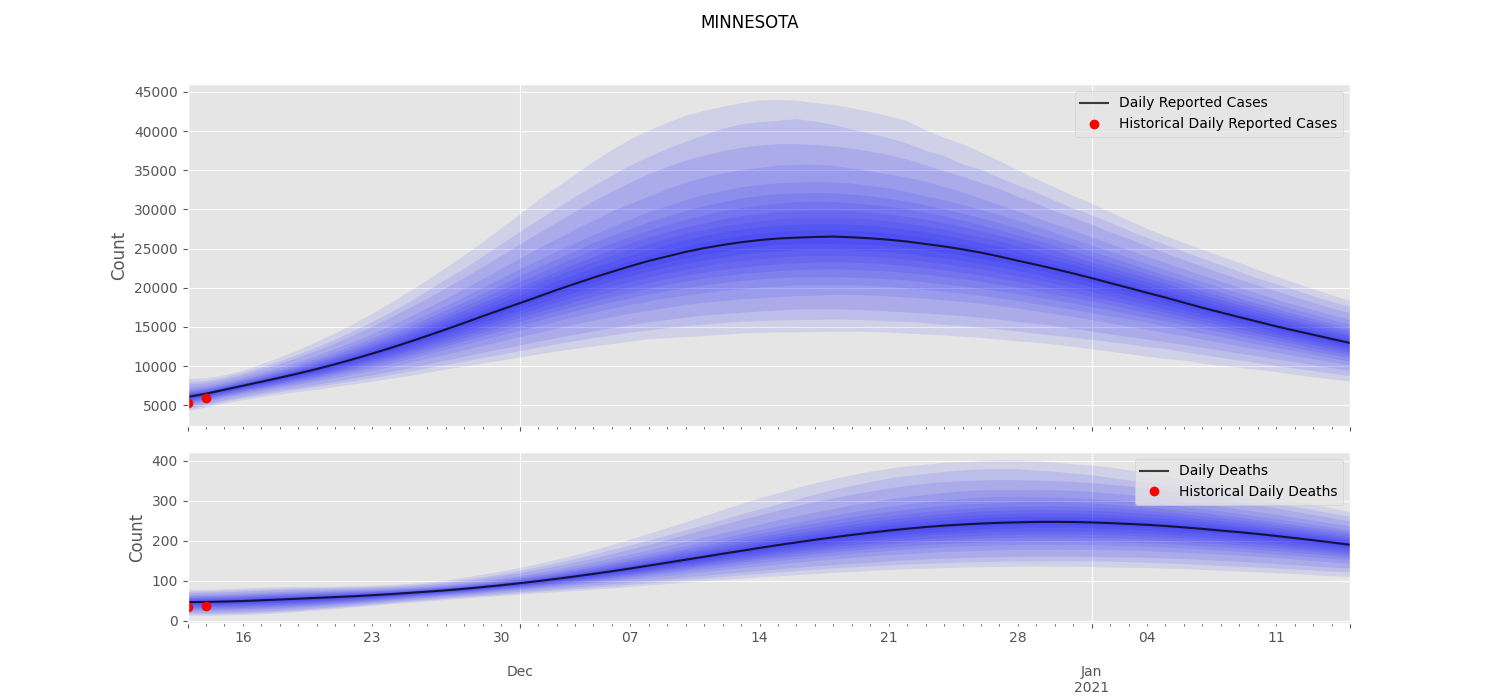 MINNESOTA
45000
40000
35000
30000
25000
20000
15000
10000
5000
Count
Daily Reported Cases
Historical Daily Reported Cases
400
300
200
100
0
Count
Daily Deaths
Historical Daily Deaths
16 23 30 07 14 21 28 04 11
Dec Jan
2021